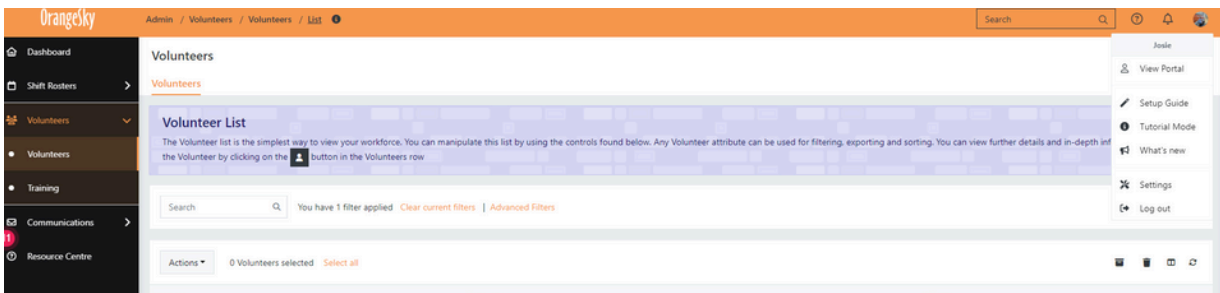 OrangeSky
Admin / Volunteers / Volunteers / List
Search
Dashboard
Shift Rosters
Volunteers
Volunteers
Training
Communications
1
Resource Centre
Volunteers
Volunteers
Volunteer List
The Volunteer list is the simplest way to view your workforce. You can manipulate this list by using the controls found below. Any Volunteer attribute can be used for filtering, exporting and sorting. You can view further details and in-depth inf
the Volunteer by clicking on the button in the Volunteers row
Search You have 1 filter applied Clear current filters | Advanced Filters
Actions 0 Volunteers selected Select all
Josie
View Portal
Setup Guide
Tutorial Mode
What's new
Settings
Log out